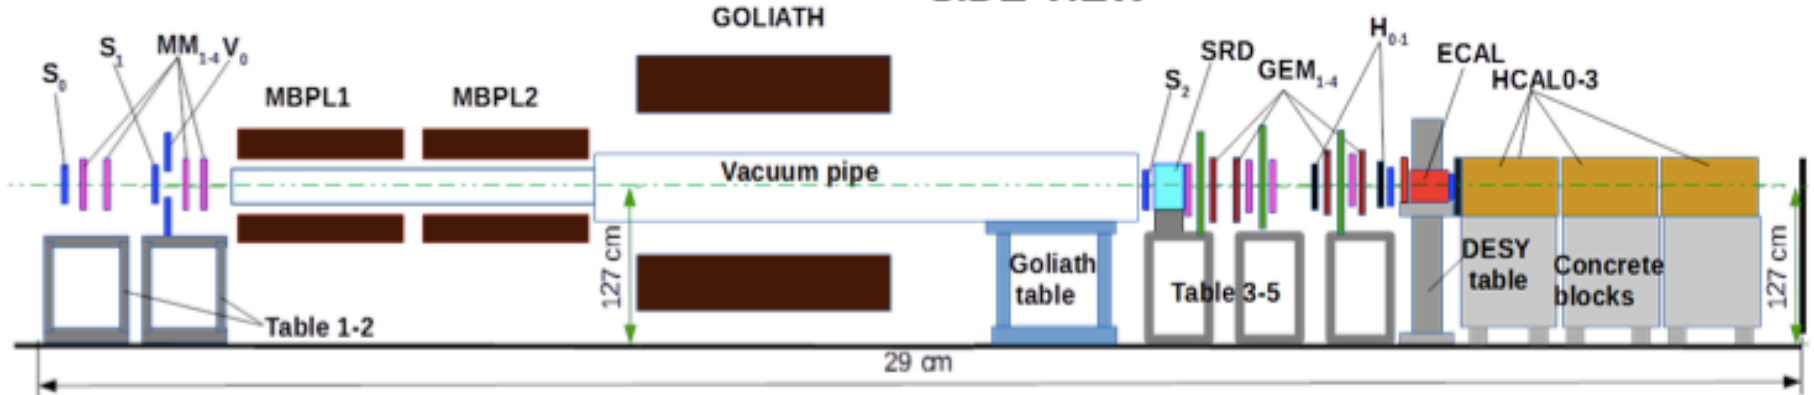 GOLIATH
S0
S1
MM1-4 V0
MBPL1
MBPL2
S2
SRD
GEM1-4
H0-1
ECAL
HCAL0-3
Vacuum pipe
127 cm
Goliath
table
Table 3-5
DESY
table
Concrete
blocks
127 cm
Table 1-2
29 cm